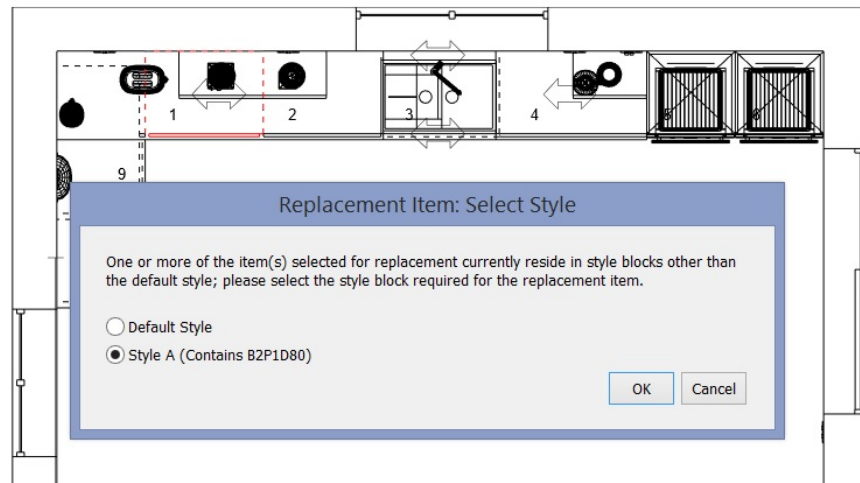 1
2
3
4
5
6
9
Replacement Item: Select Style
One or more of the item(s) selected for replacement currently reside in style blocks other than
the default style; please select the style block required for the replacement item.
Default Style
Style A (Contains B2P1D80)
OK
Cancel